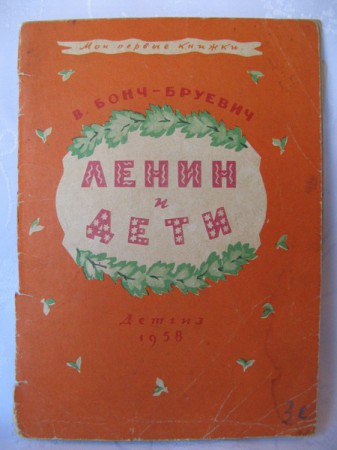 Мои первые книжки
В. БОНЧ-БРУЕВИЧ
ЛЕНИН
и
ДЕТИ
Детгиз
1958